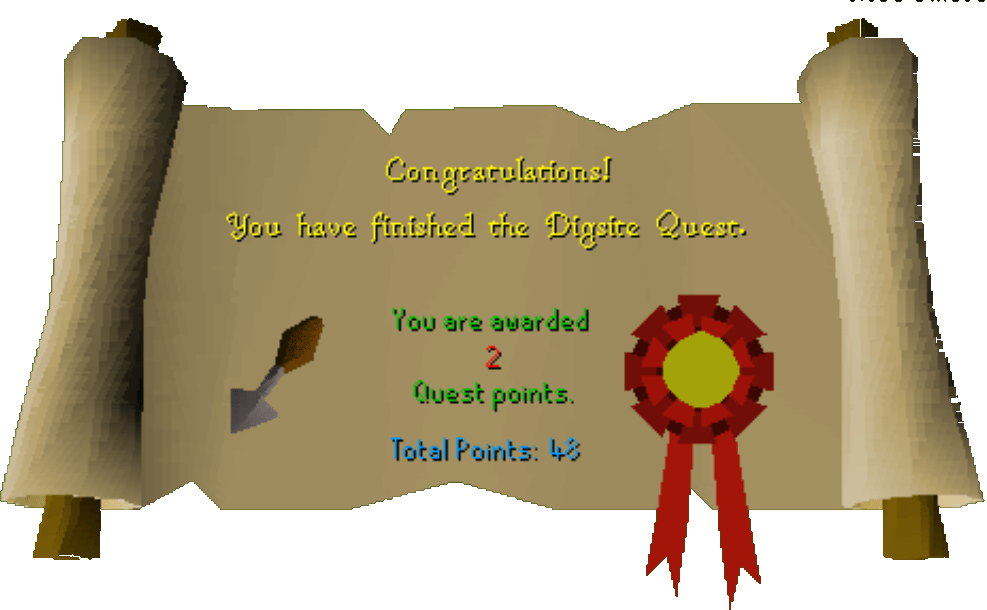 Congratulations!
You have finished the Digsite Quest.
You are awarded
2
Quest points.
Total Points: 48